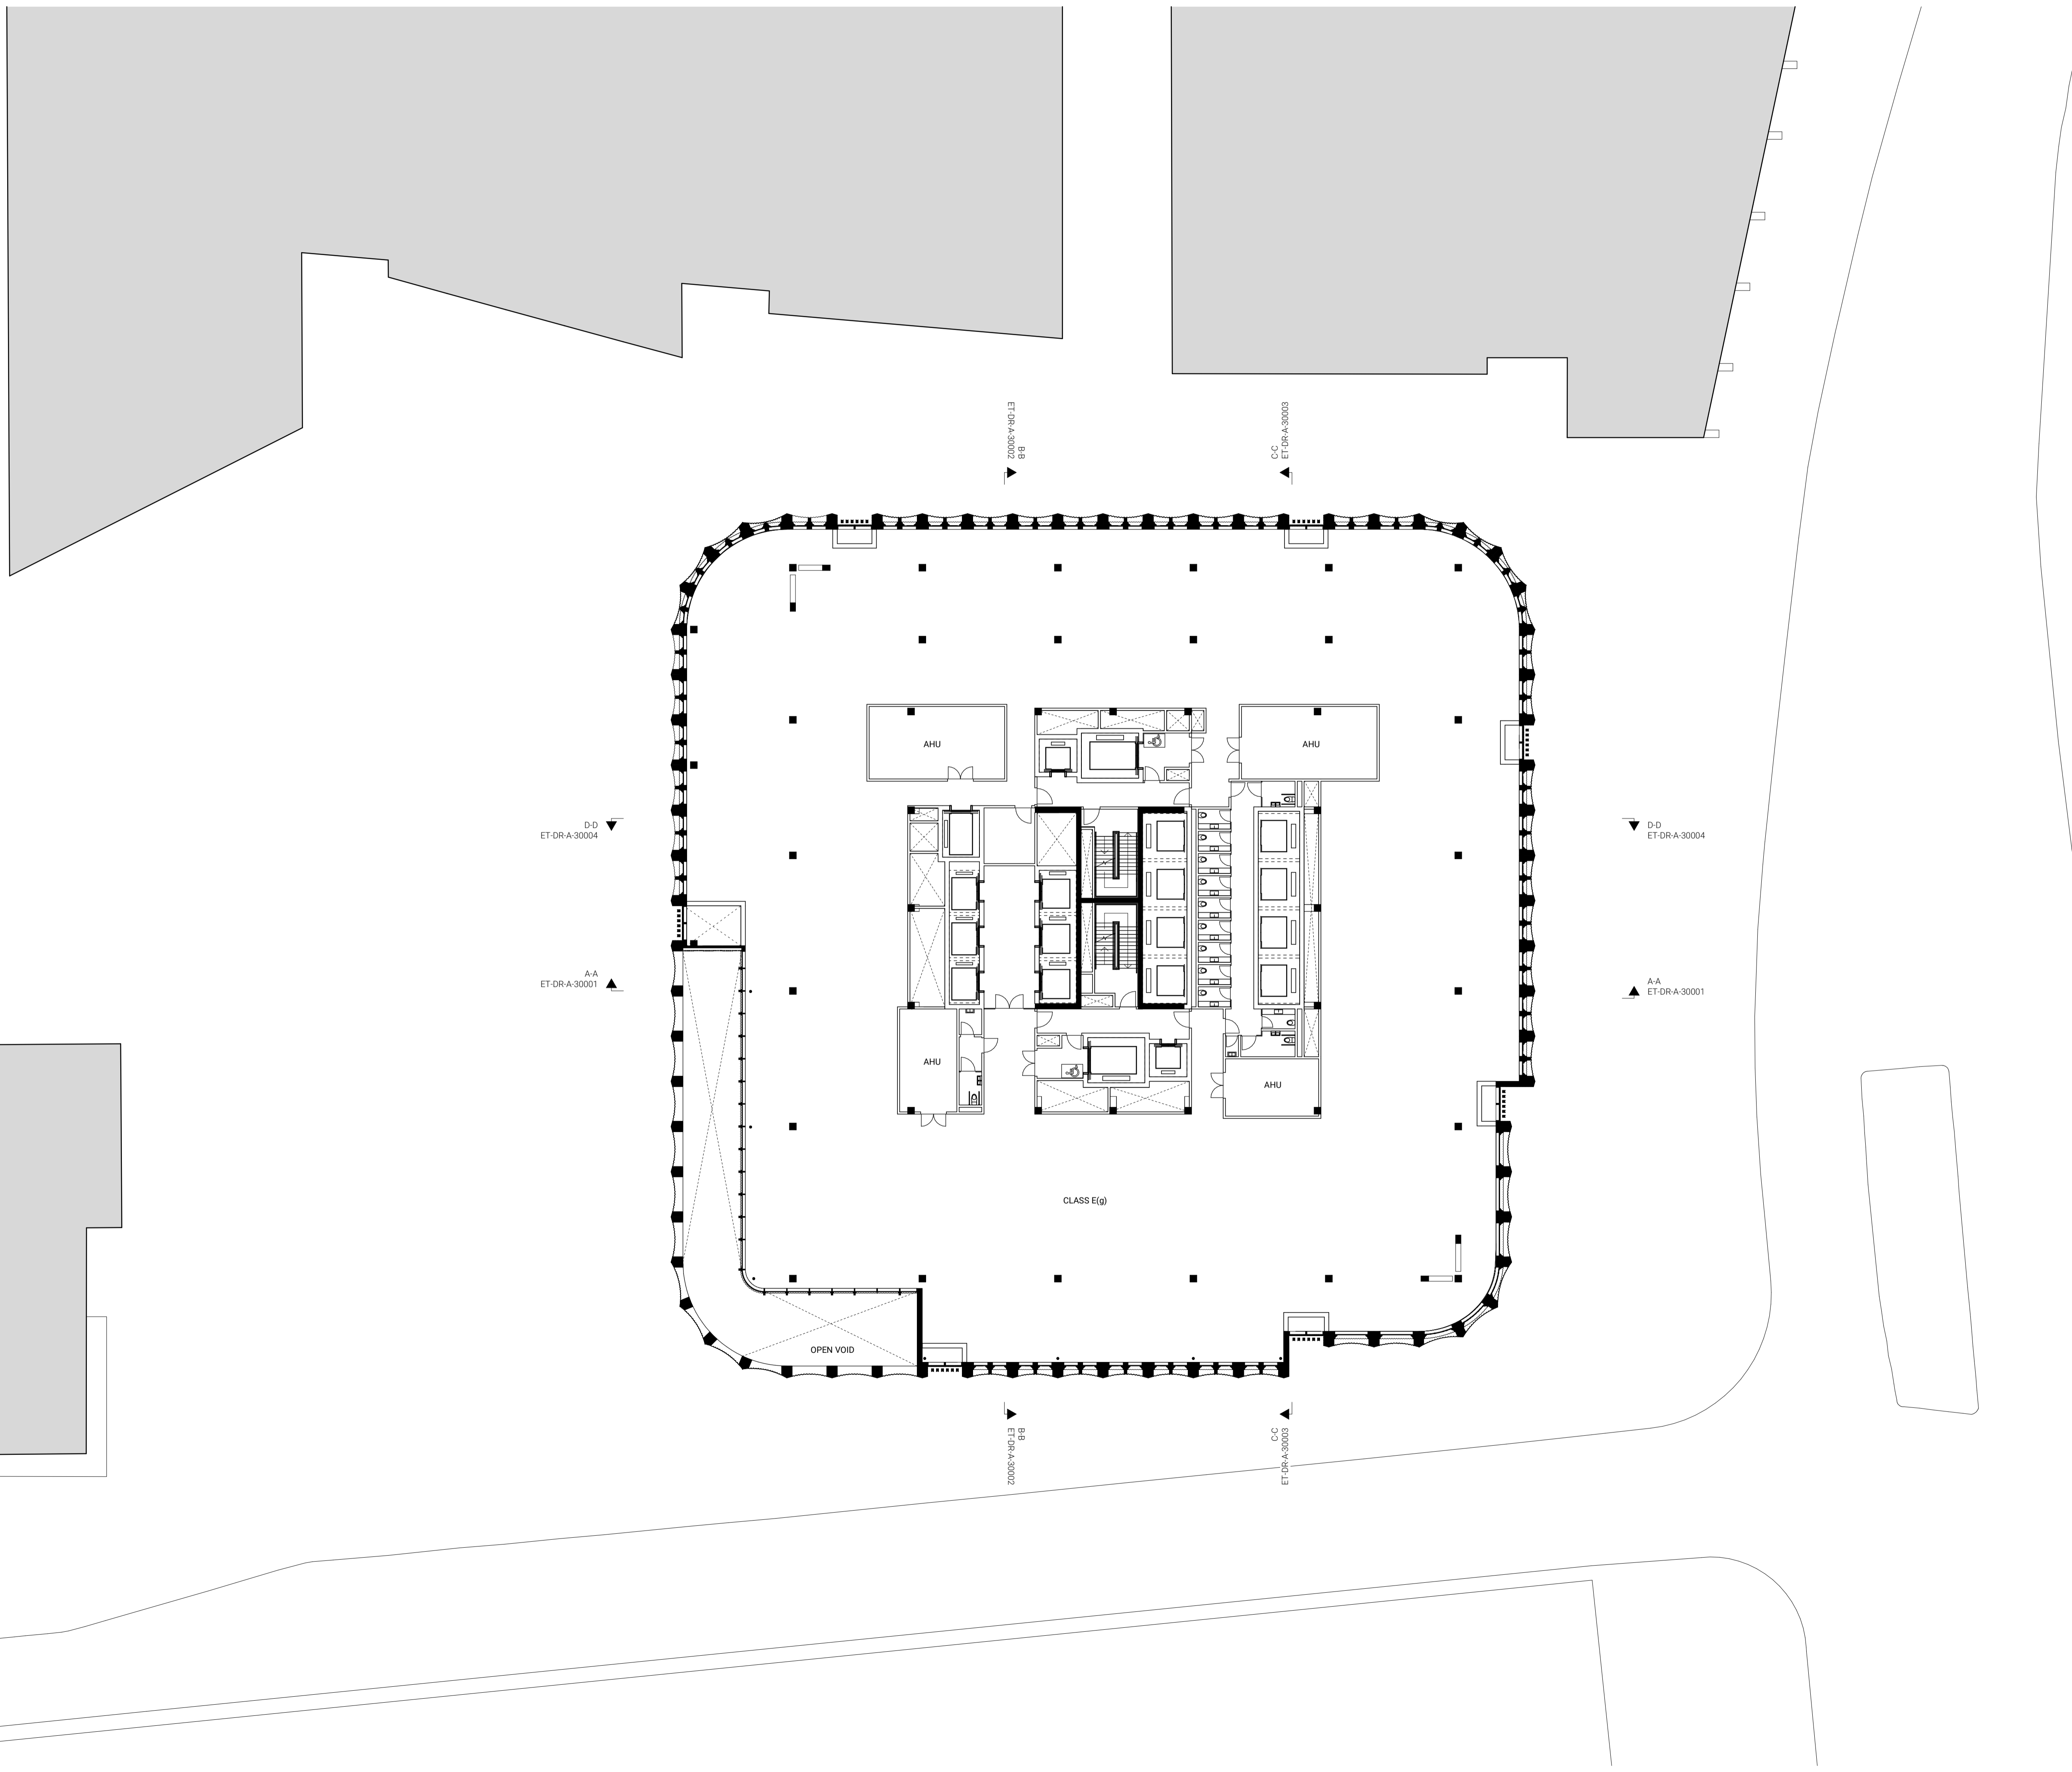 ET-DR-A-30002
B-B
C-C
ET-DR-A-30003
AHU
AHU
D-D
ET-DR-A-30004
D-D
ET-DR-A-30004
A-A
ET-DR-A-30001
A-A
ET-DR-A-30001
AHU
AHU
CLASS E(g)
OPEN VOID
B-B
ET-DR-A-30002
C-C
ET-DR-A-30003